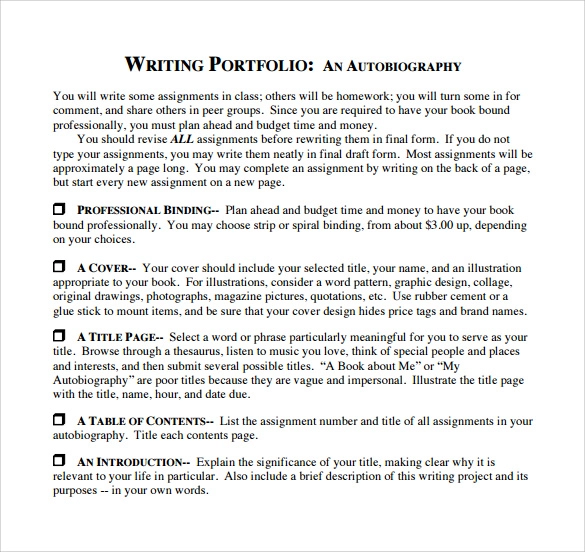 WRITING PORTFOLIO: AN AUTOBIOGRAPHY
You will write some assignments in class; others will be homework; you will turn some in for
comment, and share others in peer groups. Since you are required to have your book bound
professionally, you must plan ahead and budget time and money.
You should revise ALL assignments before rewriting them in final form. If you do not
type your assignments, you may write them neatly in final draft form. Most assignments will be
approximately a page long. You may complete an assignment by writing on the back of a page,
but start every new assignment on a new page.
❒ PROFESSIONAL BINDING-- Plan ahead and budget time and money to have your book
bound professionally. You may choose strip or spiral binding, from about $3.00 up, depending
on your choices.
❒ A COVER-- Your cover should include your selected title, your name, and an illustration
appropriate to your book. For illustrations, consider a word pattern, graphic design, collage,
original drawings, photographs, magazine pictures, quotations, etc. Use rubber cement or a
glue stick to mount items, and be sure that your cover design hides price tags and brand names.
❒ A TITLE PAGE-- Select a word or phrase particularly meaningful for you to serve as your
title. Browse through a thesaurus, listen to music you love, think of special people and places
and interests, and then submit several possible titles. “A Book about Me” or “My
Autobiography” are poor titles because they are vague and impersonal. Illustrate the title page
with the title, name, hour, and date due.
❒ A TABLE OF CONTENTS-- List the assignment number and title of all assignments in your
autobiography. Title each contents page.
❒ AN INTRODUCTION-- Explain the significance of your title, making clear why it is
relevant to your life in particular. Also include a brief description of this writing project and its
purposes -- in your own words.